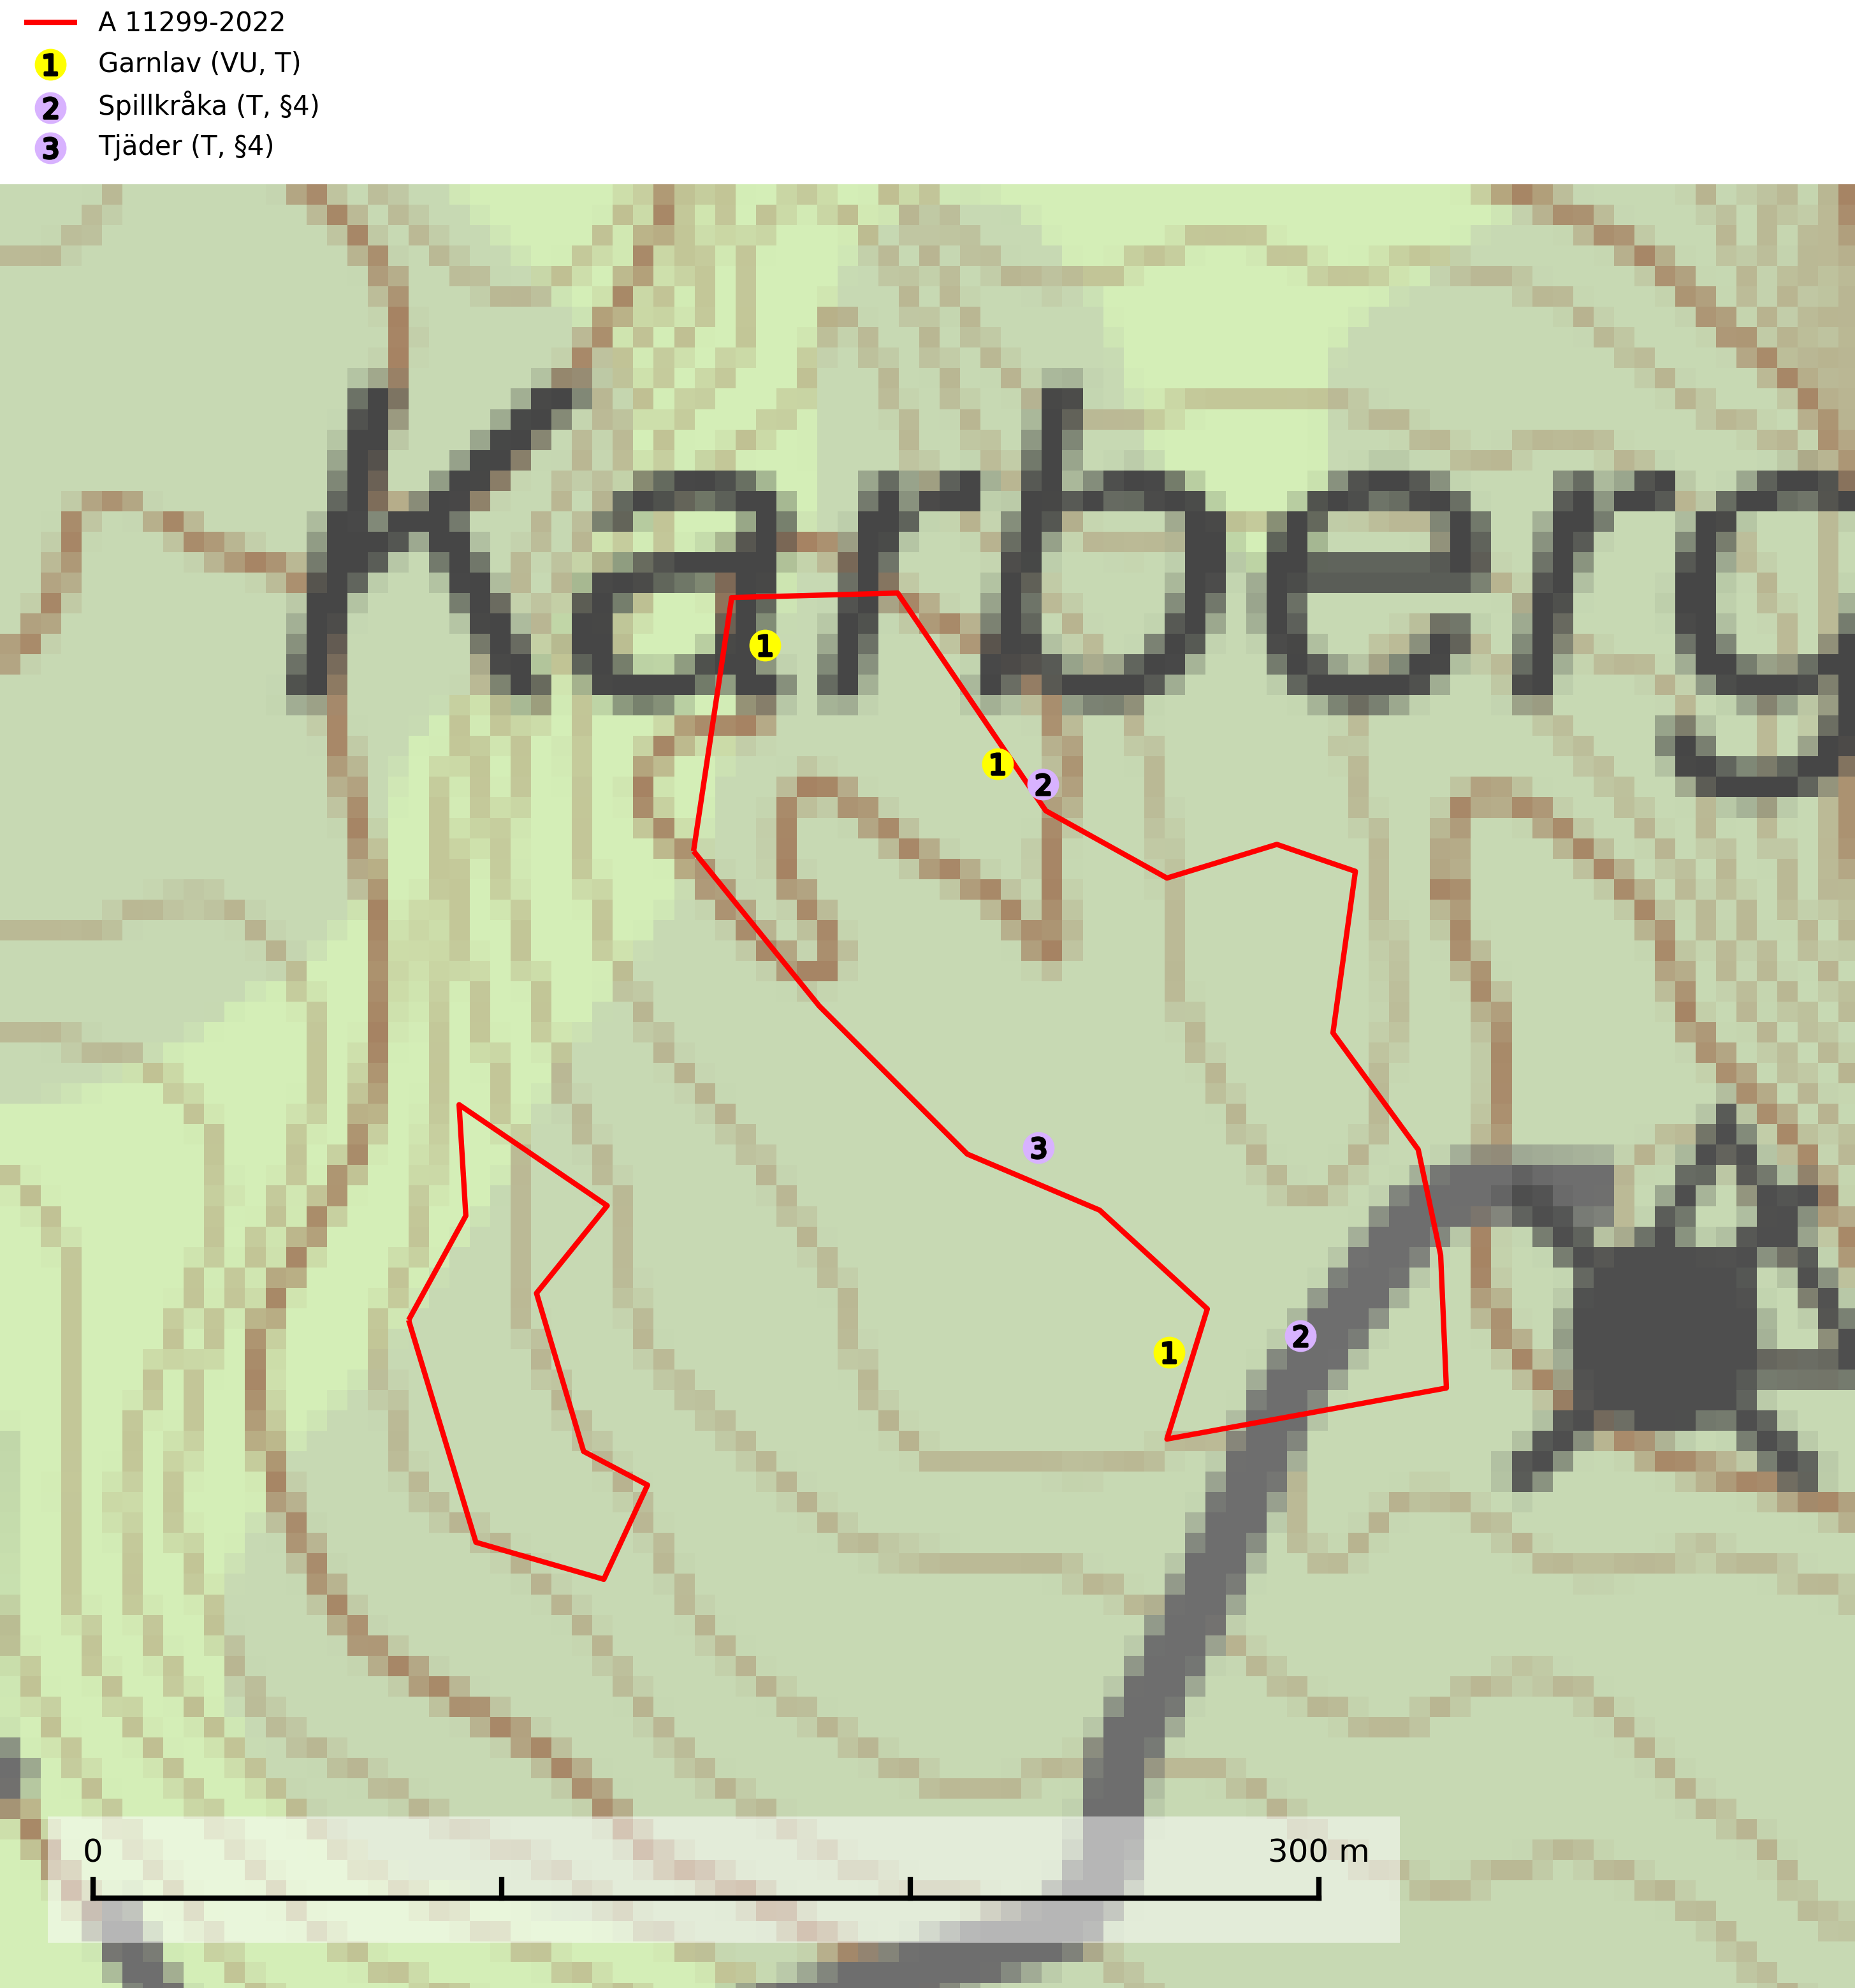 A 11299-2022
1 Garnlav (VU, T)
2 Spillkråka (T, §4)
3 Tjäder (T, §4)
Karberg
1
1
2
3
1
2
0 300 m